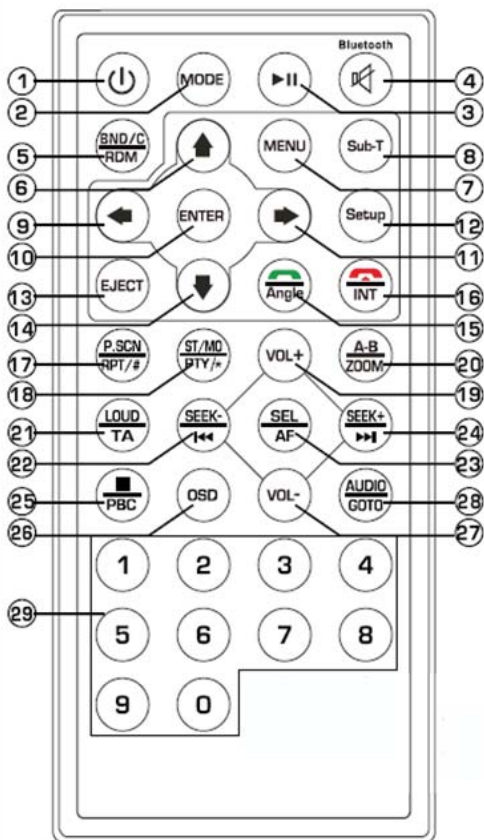 Bluetooth
1 4
MODE
2 3
BND/C
RDM
5 Sub-T 8
MENU
6 7
9 ENTER Setup 12
10 11
13 EJECT
Angle INT 16
14 15
P.SCN ST/MO VOL+ A-B
RPT/# PTY/* ZOOM
17 20
18 19
LOUD SEEK- SEL SEEK+
TA AF
21 24
22 23
25 PBC OSD VOL- AUDIO
GOTO 28
26 27
1 2 3 4
29 5 6 7 8
9 0